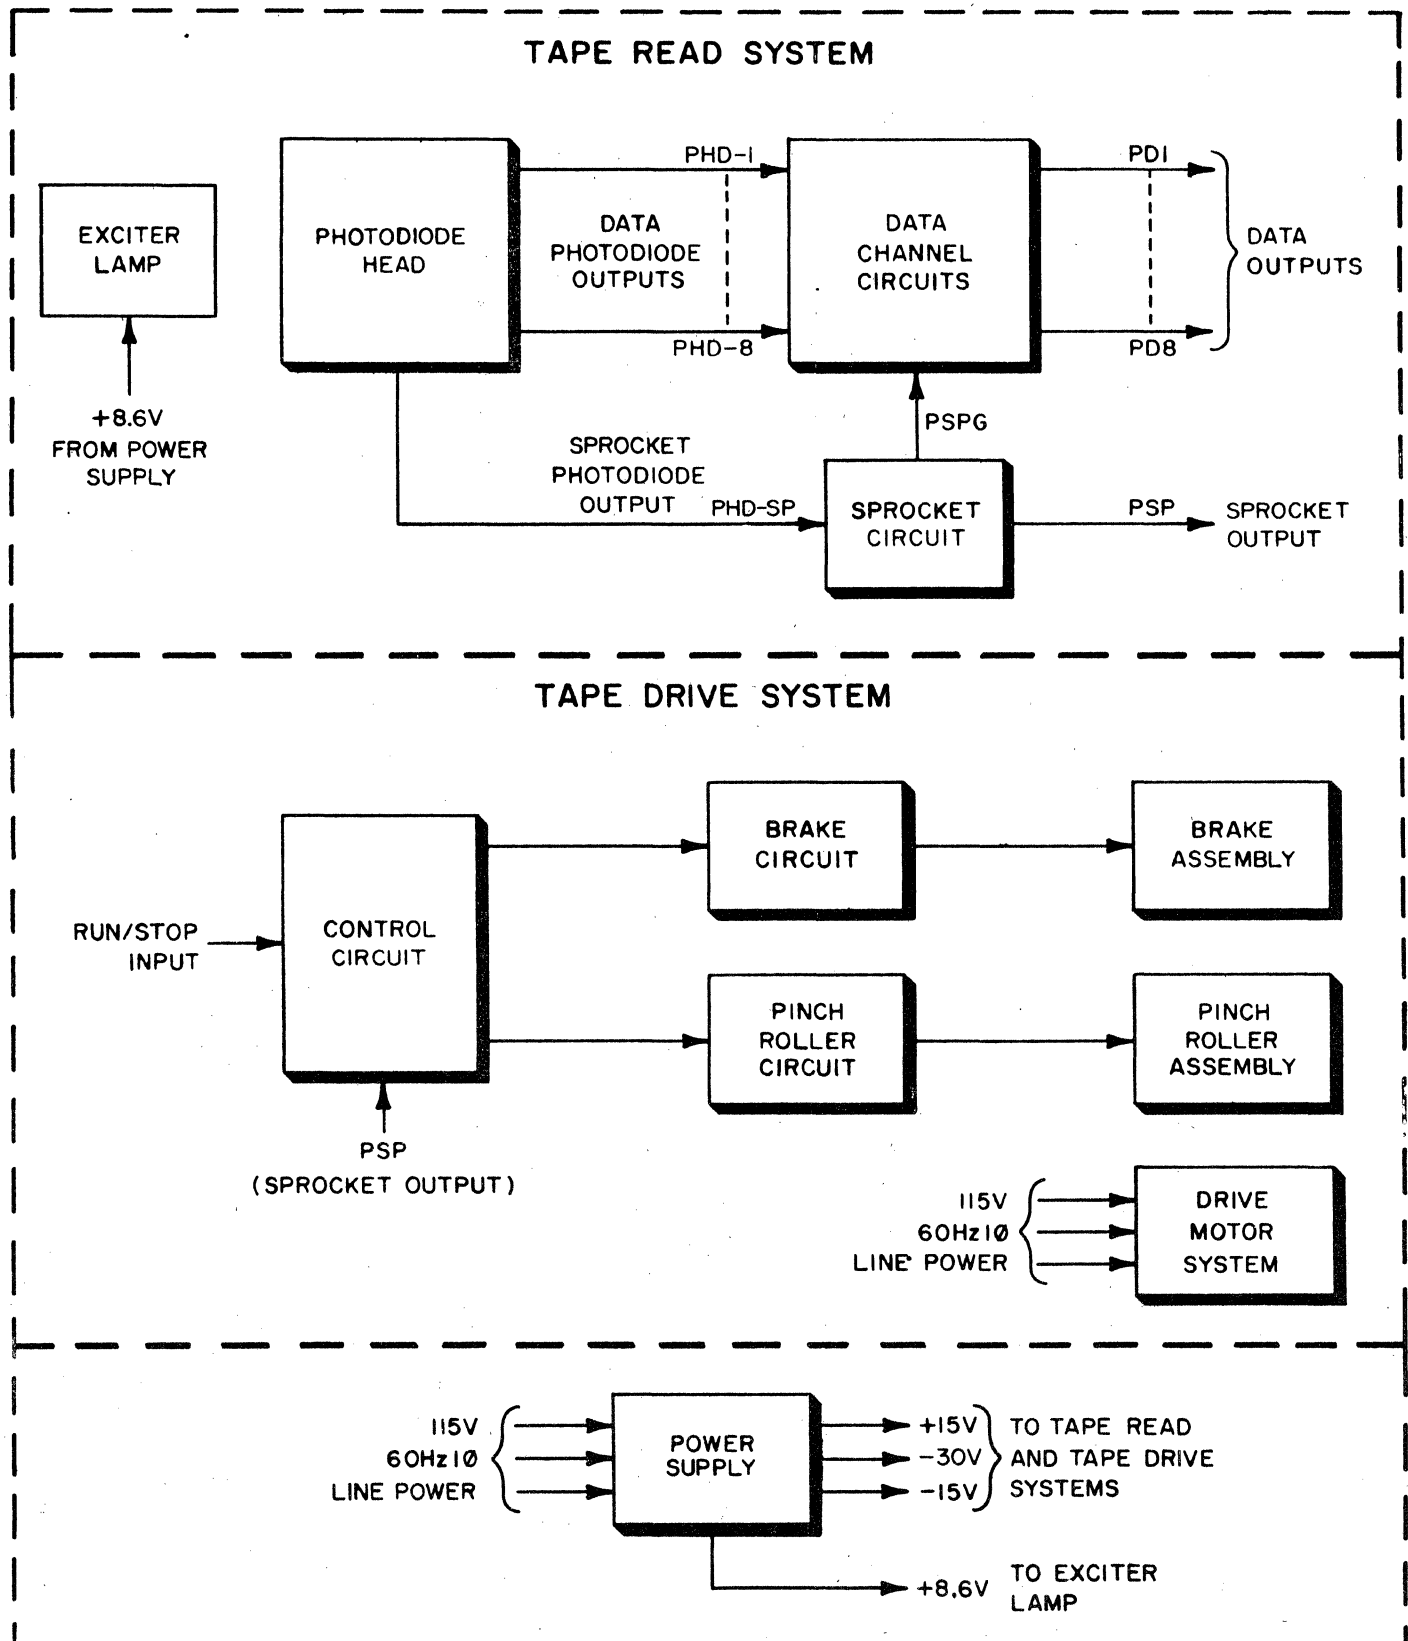 TAPE READ SYSTEM
EXCITER
LAMP
+8.6V
FROM POWER
SUPPLY
PHOTODIODE
HEAD
PHD-1
DATA
PHOTODIODE
OUTPUTS
PHD-8
DATA
CHANNEL
CIRCUITS
PD1
PD8
DATA
OUTPUTS
PSPG
SPROCKET
PHOTODIODE
OUTPUT
PHD-SP
SPROCKET
CIRCUIT
PSP
SPROCKET
OUTPUT
TAPE DRIVE SYSTEM
RUN/STOP
INPUT
CONTROL
CIRCUIT
PSP
(SPROCKET OUTPUT)
BRAKE
CIRCUIT
BRAKE
ASSEMBLY
PINCH
ROLLER
CIRCUIT
PINCH
ROLLER
ASSEMBLY
115V
60Hz 1Ø
LINE POWER
DRIVE
MOTOR
SYSTEM
115V
60Hz 1Ø
LINE POWER
POWER
SUPPLY
+15V
-30V
-15V
TO TAPE READ
AND TAPE DRIVE
SYSTEMS
+8.6V
TO EXCITER
LAMP